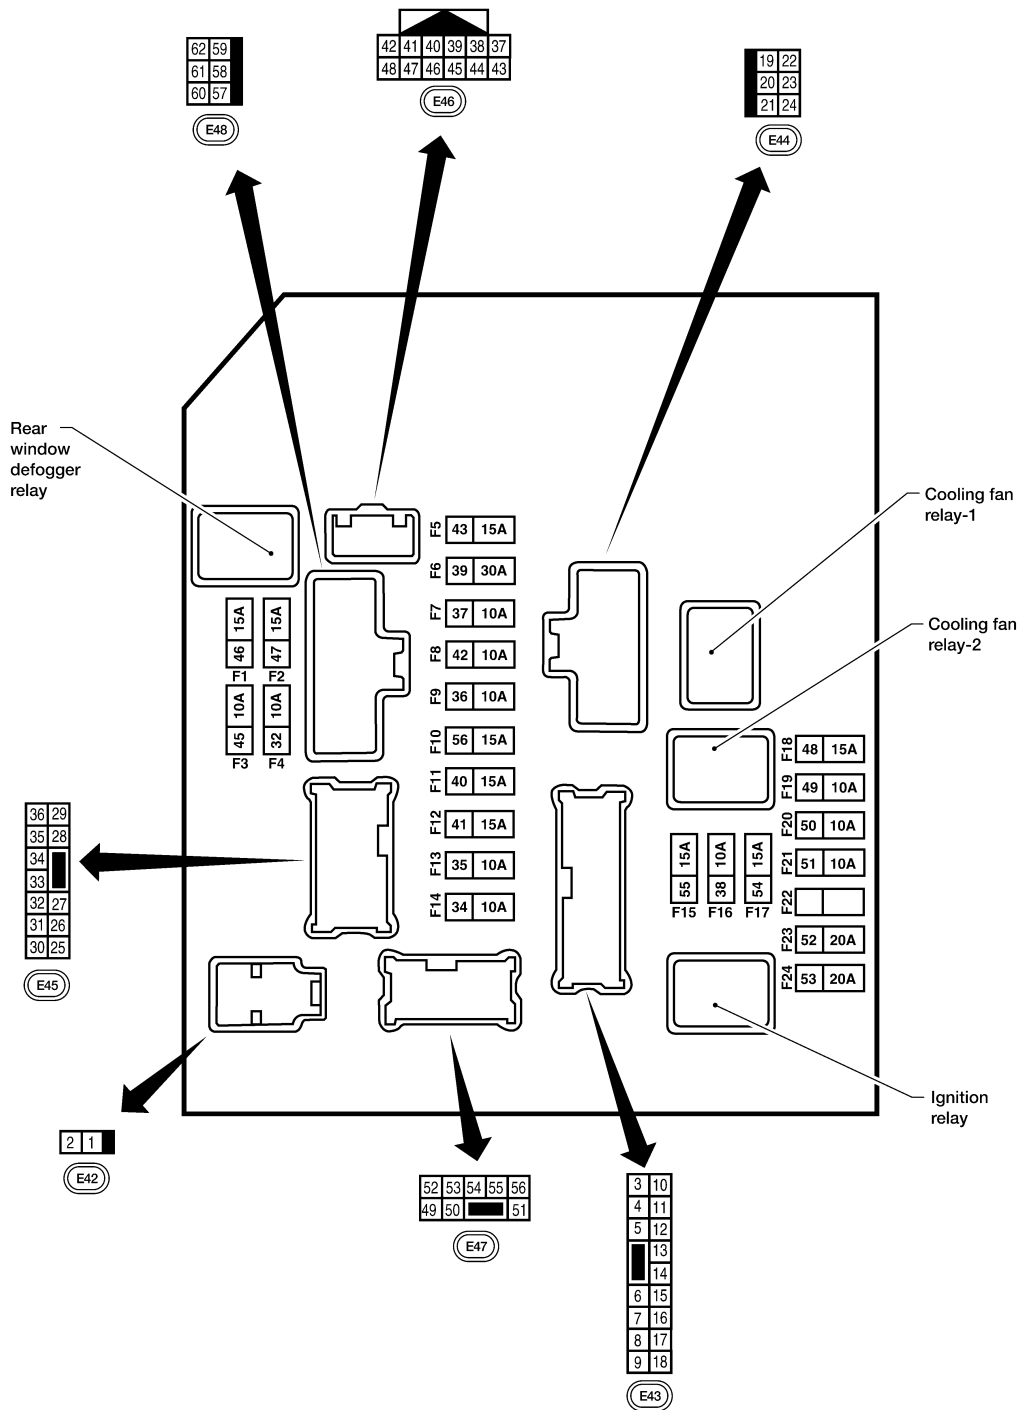 62 59
61 58
60 57
E48
42 41 40 39 38 37
48 47 46 45 44 43
E46
19 22
20 23
21 24
E44
Rear
window
defogger
relay
Cooling fan
relay-1
Cooling fan
relay-2
F5 43 15A
F6 39 30A
F7 37 10A
F8 42 10A
F9 36 10A
F10 56 15A
F11 40 15A
F12 41 15A
F13 35 10A
F14 34 10A
15A 46 F1
15A 47 F2
10A 45 F3
10A 32 F4
F18 48 15A
F19 49 10A
F20 50 10A
F21 51 10A
F22
F23 52 20A
F24 53 20A
15A 55 F15
10A 38 F16
15A 54 F17
36 29
35 28
34
33
32 27
31 26
30 25
E45
Ignition
relay
2 1
E42
52 53 54 55 56
49 50 51
E47
3 10
4 11
5 12
13
14
6 15
7 16
8 17
9 18
E43